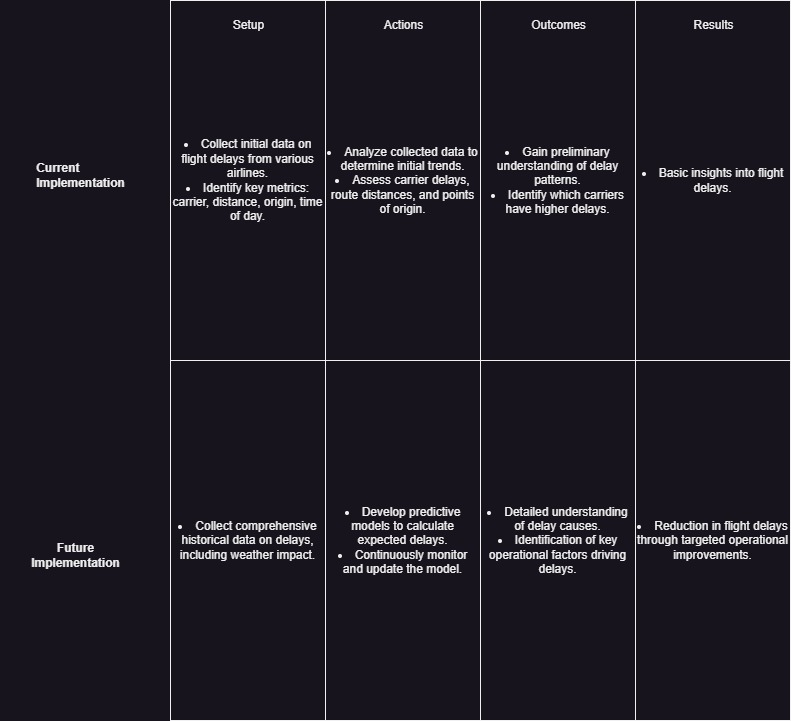 Setup
Actions
Outcomes
Results
Current
Implementation
• Collect initial data on
flight delays from various
airlines.
• Identify key metrics:
carrier, distance, origin, time
of day.
• Analyze collected data to
determine initial trends.
• Assess carrier delays,
route distances, and points
of origin.
• Gain preliminary
understanding of delay
patterns.
• Identify which carriers
have higher delays.
• Basic insights into flight
delays.
Future
Implementation
• Collect comprehensive
historical data on delays,
including weather impact.
• Develop predictive
models to calculate
expected delays.
• Continuously monitor
and update the model.
• Detailed understanding
of delay causes.
• Identification of key
operational factors driving
delays.
• Reduction in flight delays
through targeted operational
improvements.